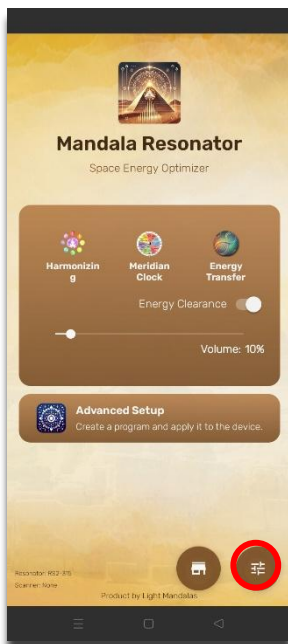 Mandala Resonator
Space Energy Optimizer
Harmonizin
g
Meridian
Clock
Energy
Transfer
Energy Clearance
Volume: 10%
Advanced Setup
Create a program and apply it to the device.
Resonator: RS2-815
Scanner: None
Product by Light Mandalas